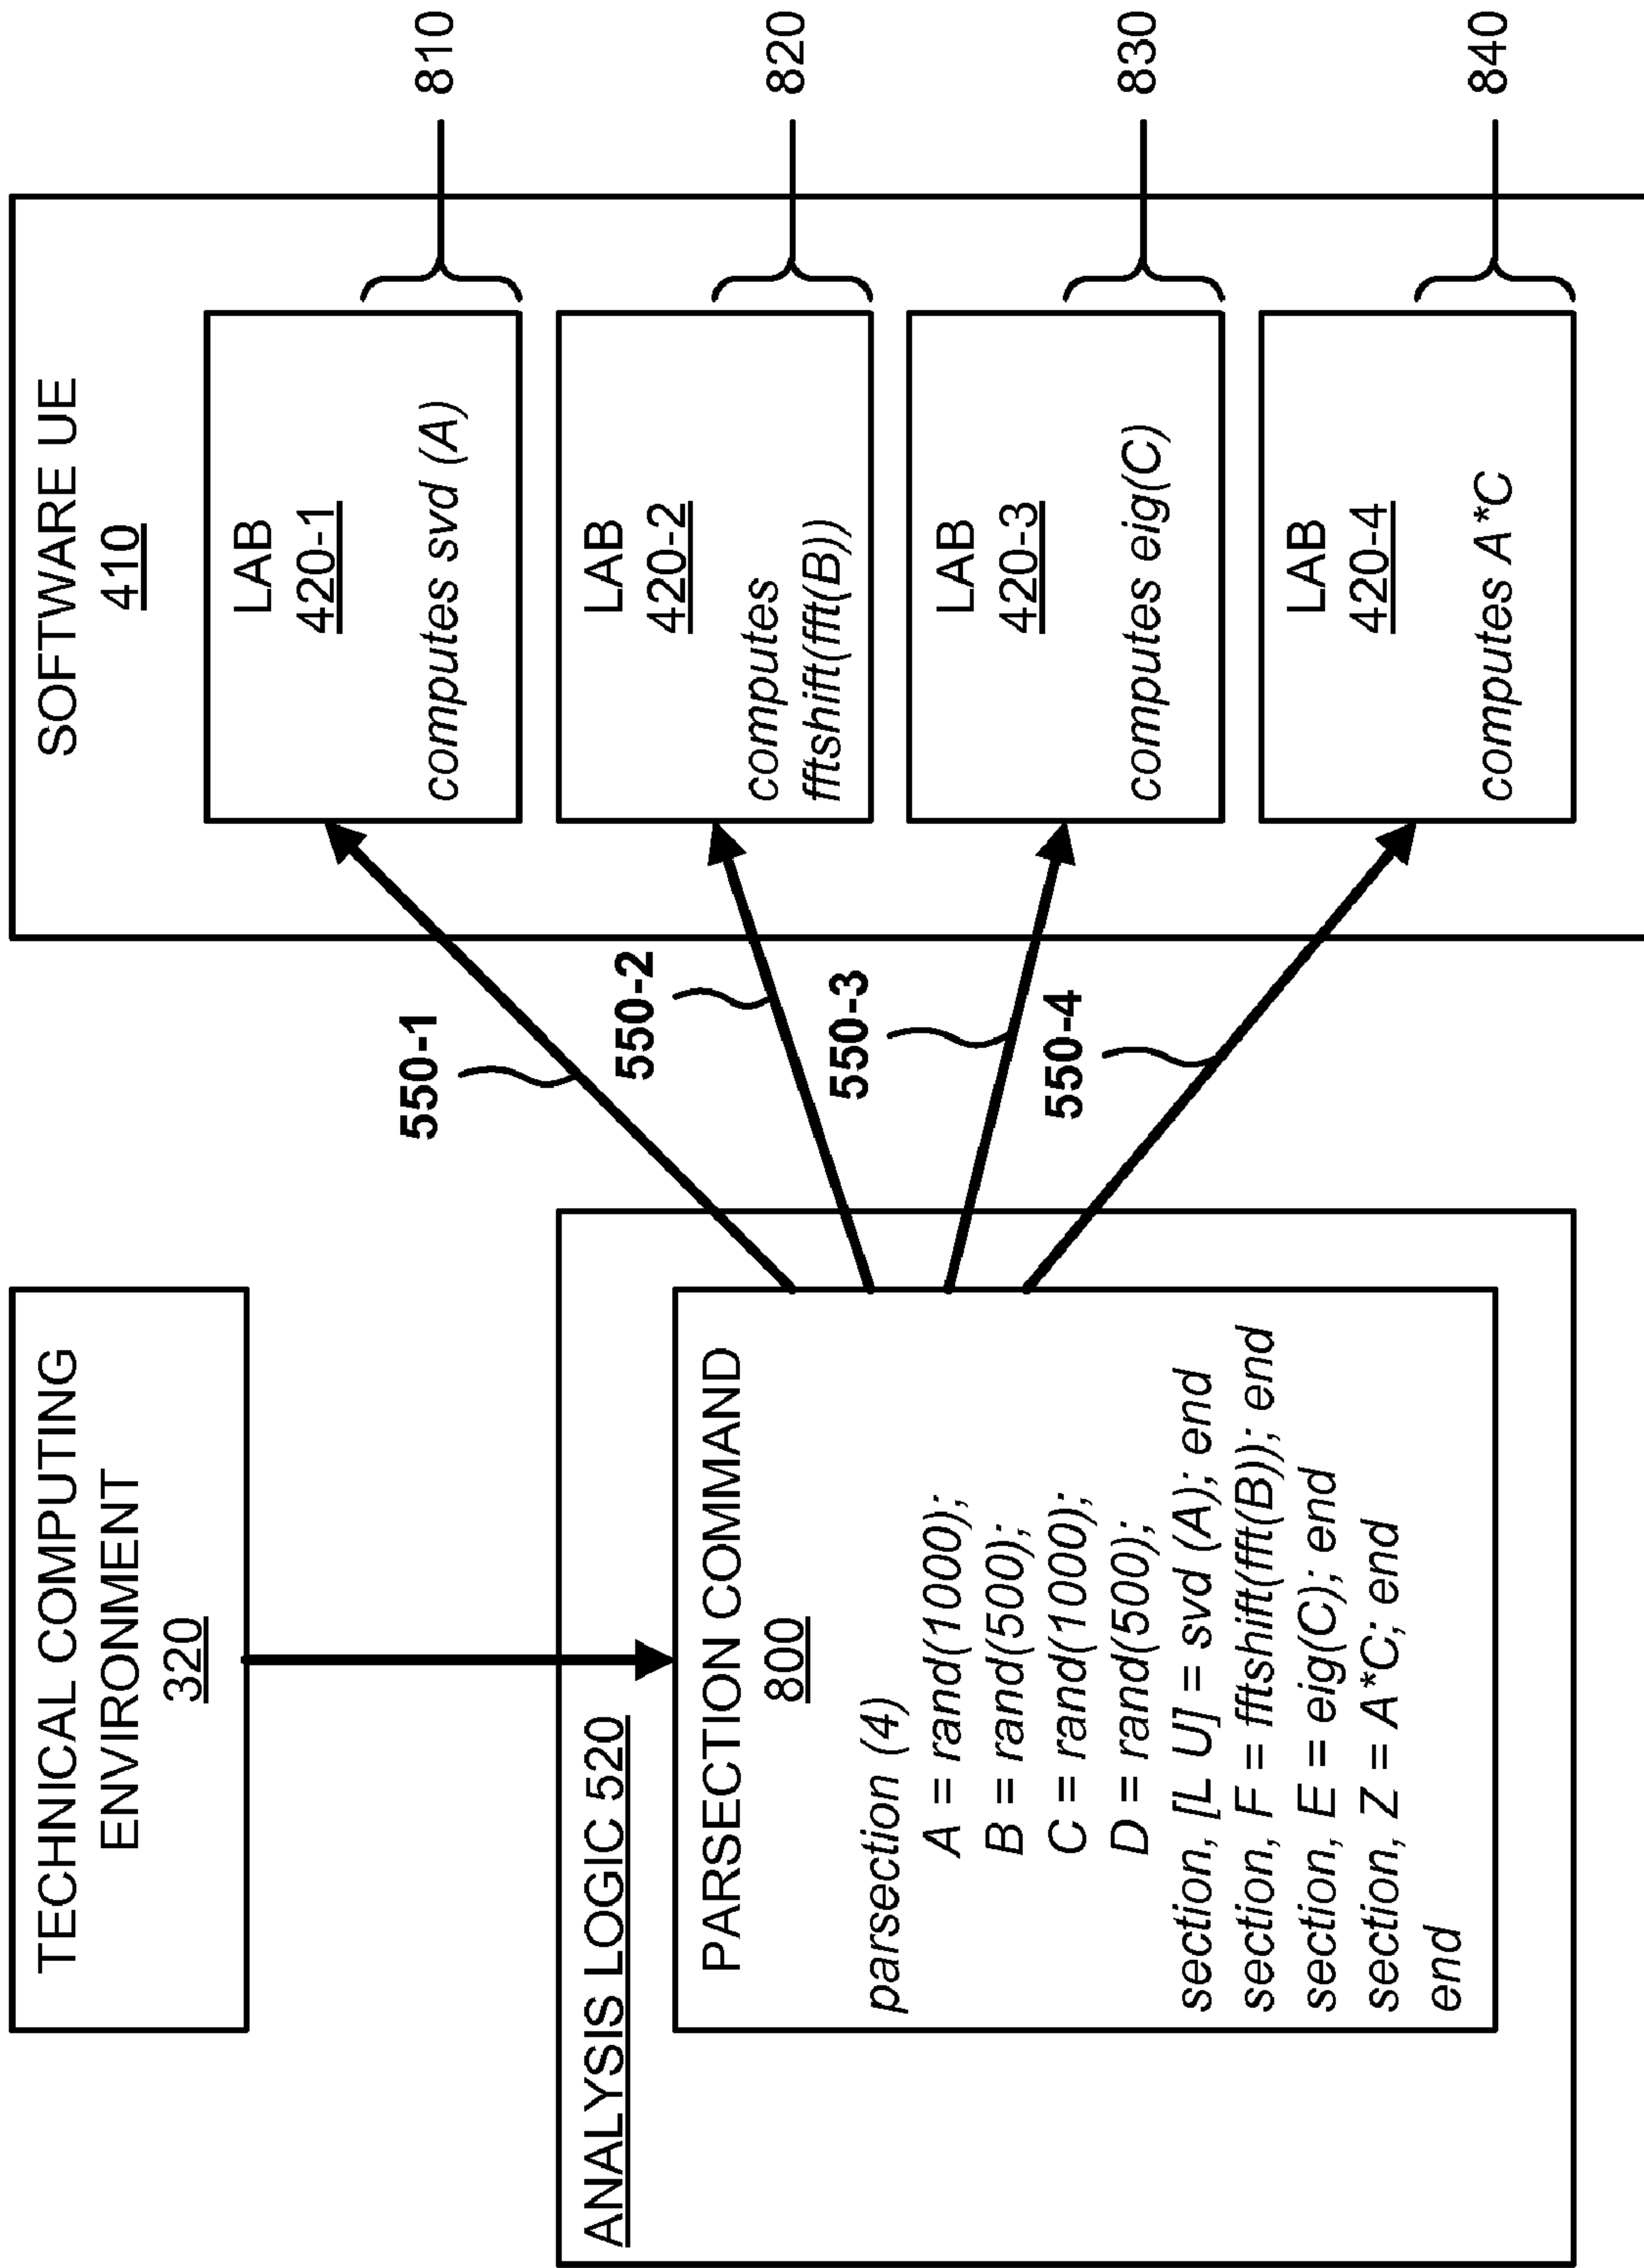 TECHNICAL COMPUTING
ENVIRONMENT
320
ANALYSIS LOGIC 520
PARSECTION COMMAND
800
parsection (4)
A = rand(1000);
B = rand(500);
C = rand(1000);
D = rand(500);
section, [L U] = svd (A); end
section, F = fftshift(fft(B)); end
section, E = eig(C); end
section, Z = A*C; end
end
550-1
550-2
550-3
550-4
SOFTWARE UE
410
LAB
420-1
computes svd (A)
LAB
420-2
computes
fftshift(fft(B))
LAB
420-3
computes eig(C)
LAB
420-4
computes A*C
810
820
830
840